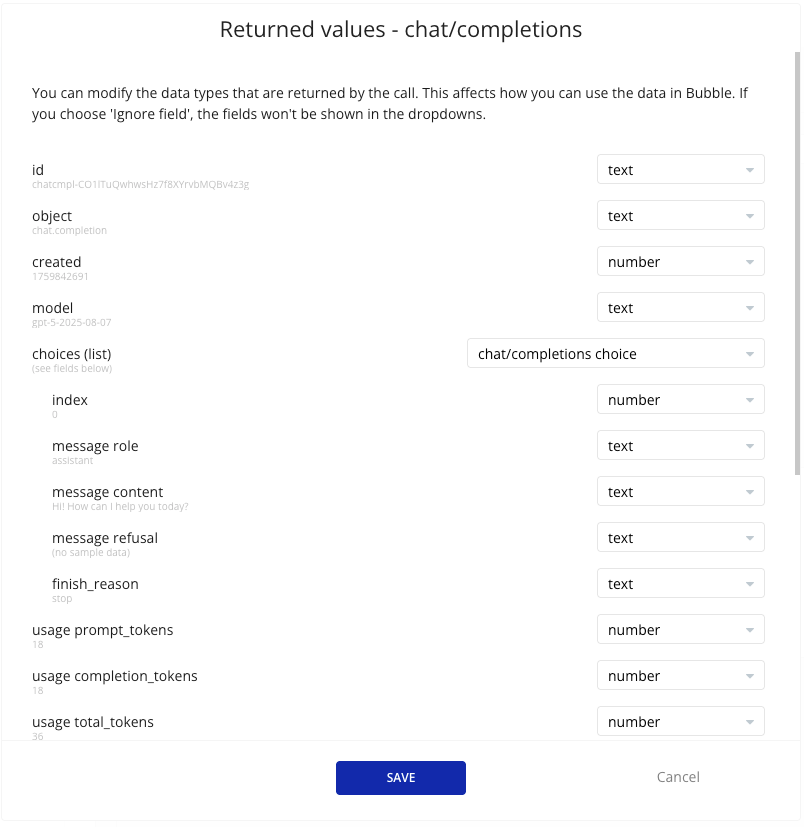 Returned values - chat/completions
You can modify the data types that are returned by the call. This affects how you can use the data in Bubble. If
you choose 'Ignore field', the fields won't be shown in the dropdowns.
id
text
chatcmpl-CO1lTuQwhwsHz7f8XYrvbMQBv4z3g
object
text
chat.completion
created
number
1759842691
model
text
gpt-5-2025-08-07
choices (list)
chat/completions choice
(see fields below)
index
number
0
message role
text
assistant
message content
text
Hi! How can I help you today?
message refusal
text
(no sample data)
finish_reason
text
stop
usage prompt_tokens
number
18
usage completion_tokens
number
18
usage total_tokens
number
36
SAVE
Cancel